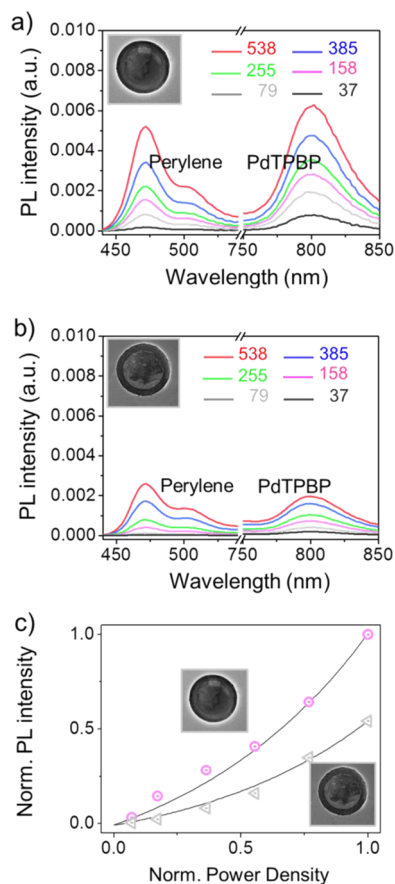 a)
0.010
0.008
0.006
0.004
0.002
0.000
PL intensity (a.u.)
538 385
255 158
79 37
Perylene PdTPBP
450 500 750 800 850
Wavelength (nm)
b)
0.010
0.008
0.006
0.004
0.002
0.000
PL intensity (a.u.)
538 385
255 158
79 37
Perylene PdTPBP
450 500 750 800 850
Wavelength (nm)
c)
1.0
0.5
0.0
Norm. PL intensity
0.0 0.5 1.0
Norm. Power Density